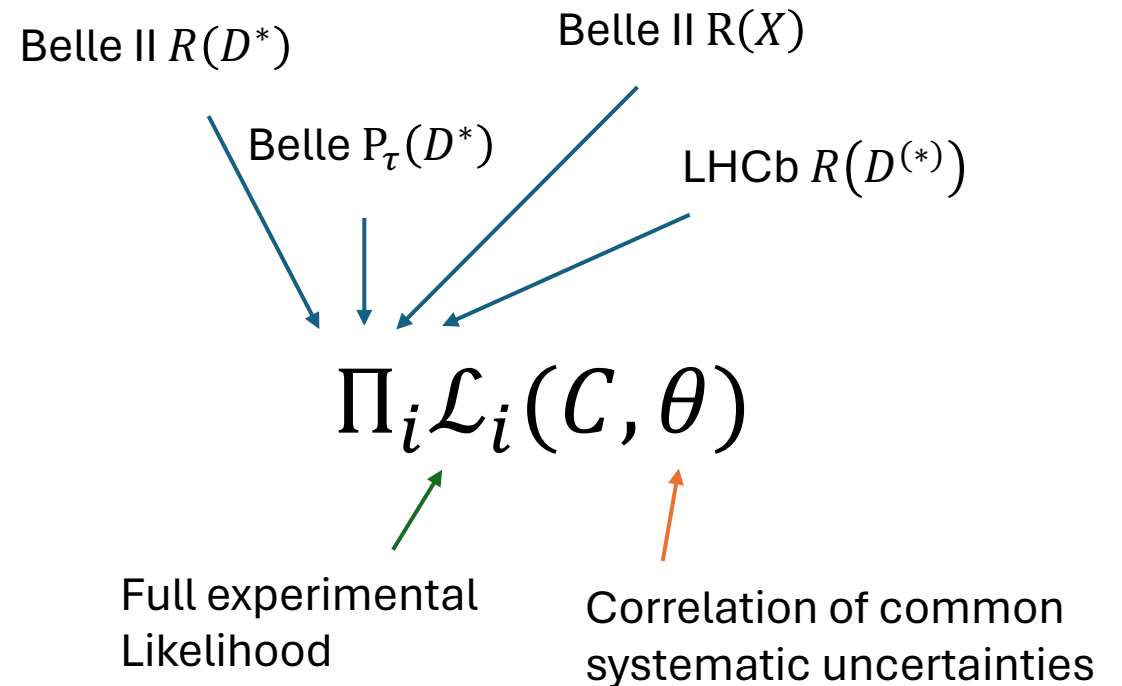 Belle II R(D*)
Belle II R(X)
Belle P_τ(D*)
LHCb R(D^(*))
Π_i ℒ_i (C, θ)
Full experimental
Likelihood
Correlation of common
systematic uncertainties